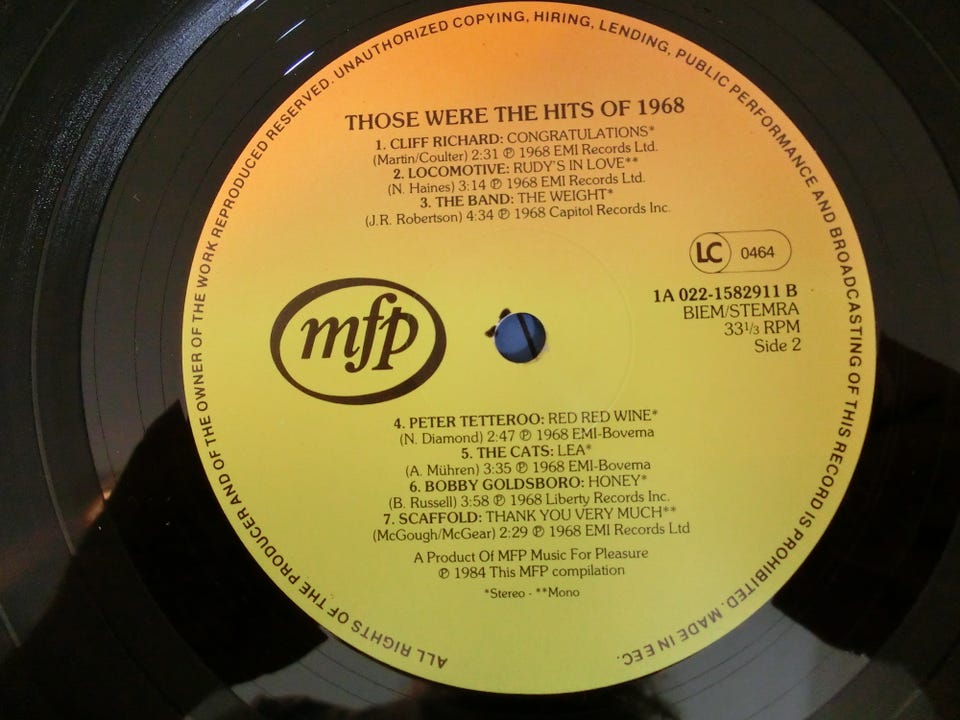 ALL RIGHTS OF THE PRODUCER AND OF THE OWNER OF THE WORK REPRODUCED RESERVED. UNAUTHORIZED COPYING, HIRING, LENDING, PUBLIC PERFORMANCE AND BROADCASTING OF THIS RECORD IS PROHIBITED. MADE IN EEC.
THOSE WERE THE HITS OF 1968
1. CLIFF RICHARD: CONGRATULATIONS*
(Martin/Coulter) 2:31 ℗ 1968 EMI Records Ltd.
2. LOCOMOTIVE: RUDY'S IN LOVE**
(N. Haines) 3:14 ℗ 1968 EMI Records Ltd.
3. THE BAND: THE WEIGHT*
(J.R. Robertson) 4:34 ℗ 1968 Capitol Records Inc.
LC 0464
mfp
1A 022-1582911 B
BIEM/STEMRA
33 1/3 RPM
Side 2
4. PETER TETTEROO: RED RED WINE*
(N. Diamond) 2:47 ℗ 1968 EMI-Bovema
5. THE CATS: LEA*
(A. Mühren) 3:35 ℗ 1968 EMI-Bovema
6. BOBBY GOLDSBORO: HONEY*
(B. Russell) 3:58 ℗ 1968 Liberty Records Inc.
7. SCAFFOLD: THANK YOU VERY MUCH**
(McGough/McGear) 2:29 ℗ 1968 EMI Records Ltd
A Product Of MFP Music For Pleasure
℗ 1984 This MFP compilation
*Stereo - **Mono